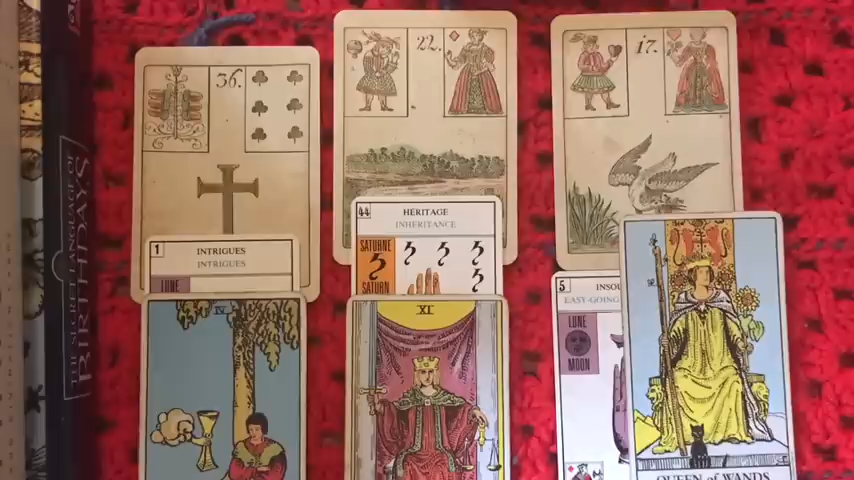 THE SECRET LANGUAGE OF
BIRTHDAYS
36.
22.
17.
1
INTRIGUES
INTRIGUES
LUNE
44
HERITAGE
INHERITANCE
SATURNE
SATURN
5
EASY-GOING
LUNE
MOON
IV
XI
QUEEN of WANDS